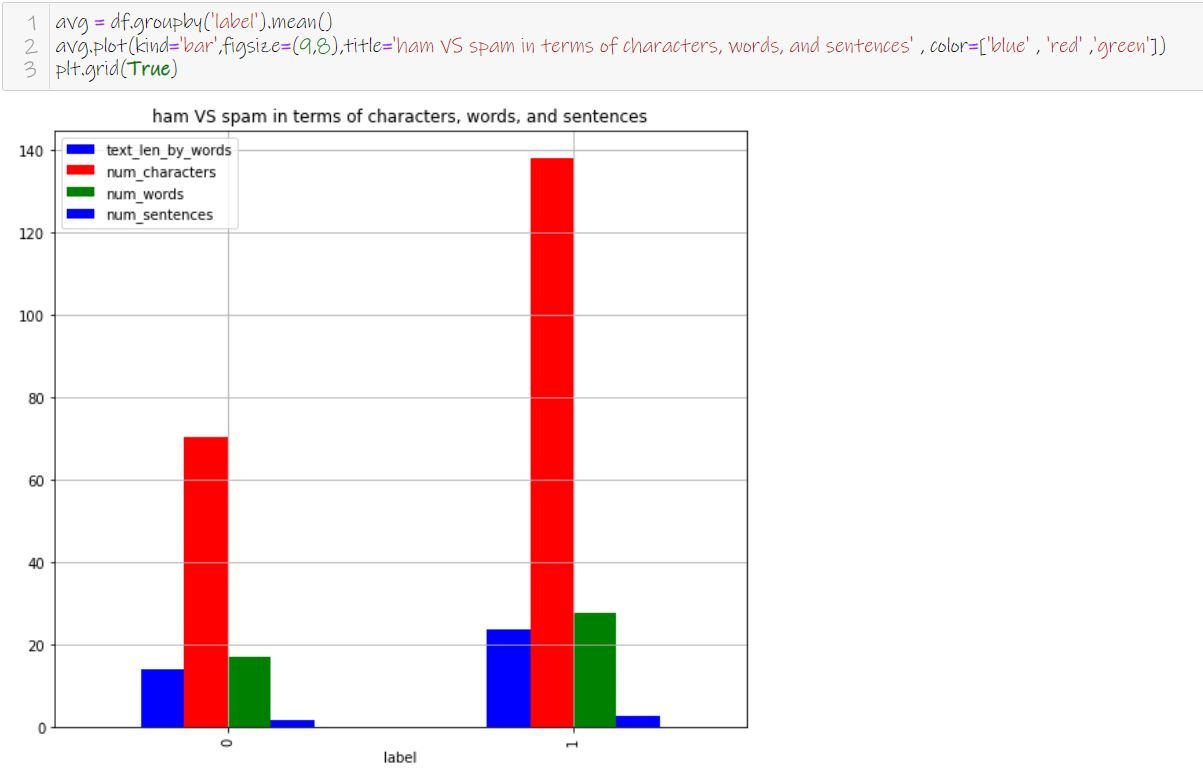 1 avg = df.groupby('label').mean()
2 avg.plot(kind='bar',figsize=(9,8),title='ham VS spam in terms of characters, words, and sentences' , color=['blue' , 'red' ,'green'])
3 plt.grid(True)
ham VS spam in terms of characters, words, and sentences
text_len_by_words
num_characters
num_words
num_sentences
140
120
100
80
60
40
20
0
0 1
label